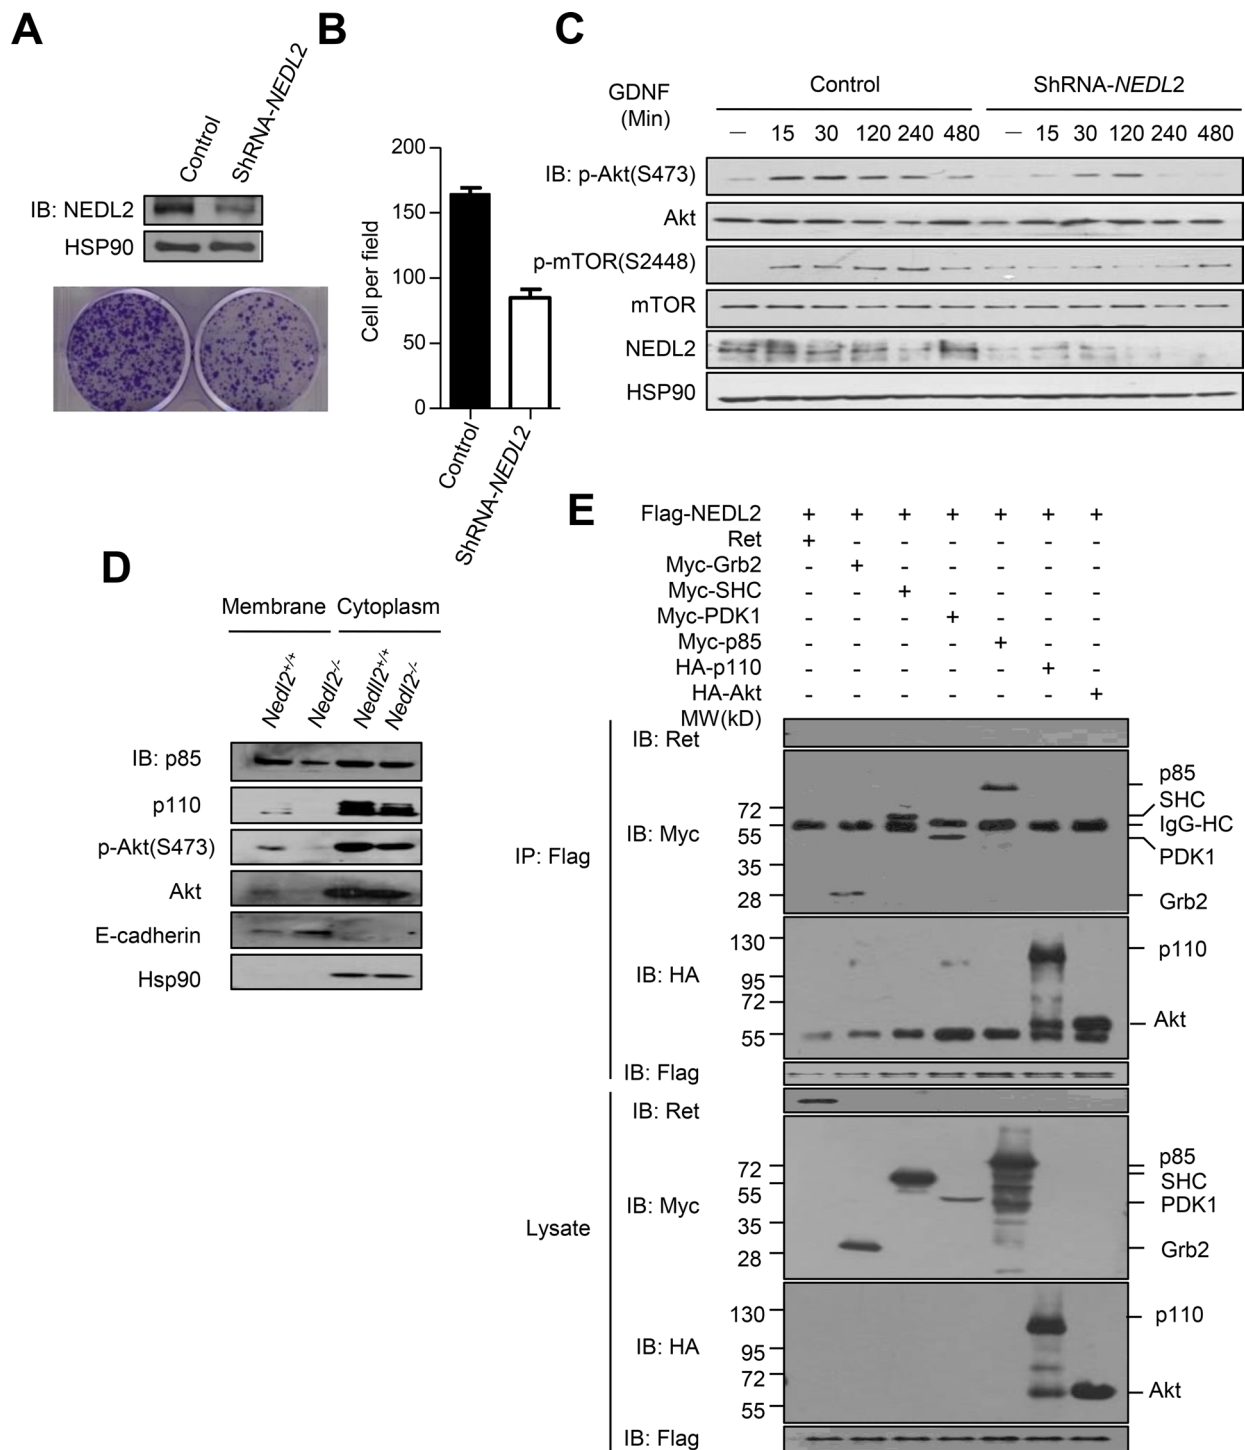 A
Control
ShRNA-NEDL2
IB: NEDL2
HSP90
B
200
150
100
50
0
Cell per field
Control
ShRNA-NEDL2
C
GDNF
(Min)
Control
ShRNA-NEDL2
— 15 30 120 240 480 — 15 30 120 240 480
IB: p-Akt(S473)
Akt
p-mTOR(S2448)
mTOR
NEDL2
HSP90
D
Membrane Cytoplasm
Nedl2+/+ Nedl2-/- Nedll2+/+ Nedl2-/-
IB: p85
p110
p-Akt(S473)
Akt
E-cadherin
Hsp90
E
Flag-NEDL2 + + + + + + +
Ret + - - - - - -
Myc-Grb2 - + - - - - -
Myc-SHC - - + - - - -
Myc-PDK1 - - - + - - -
Myc-p85 - - - - + - -
HA-p110 - - - - - + -
HA-Akt - - - - - - +
MW(kD)
IP: Flag
IB: Ret
IB: Myc
72
55
35
28
p85
SHC
IgG-HC
PDK1
Grb2
IB: HA
130
95
72
55
p110
Akt
IB: Flag
Lysate
IB: Ret
IB: Myc
72
55
35
28
p85
SHC
PDK1
Grb2
IB: HA
130
95
72
55
p110
Akt
IB: Flag